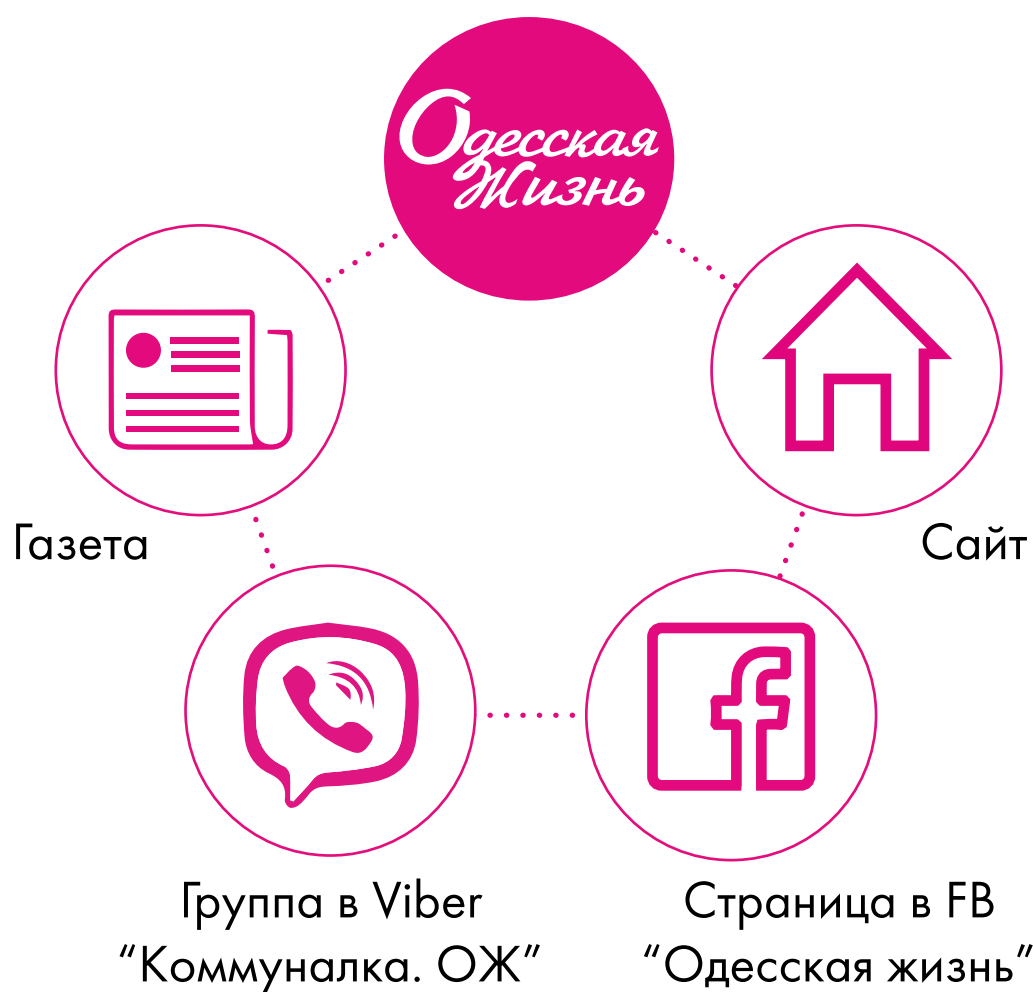 Одесская
Жизнь
Газета
Сайт
Группа в Viber
“Коммуналка. ОЖ”
Страница в FB
“Одесская жизнь”